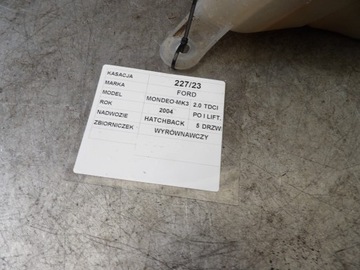 KASACJA 227/23
MARKA FORD
MODEL MONDEO-MK3 2.0 TDCI
ROK 2004 PO I LIFT.
NADWOZIE HATCHBACK 5 DRZW
ZBIORNICZEK WYRÓWNAWCZY